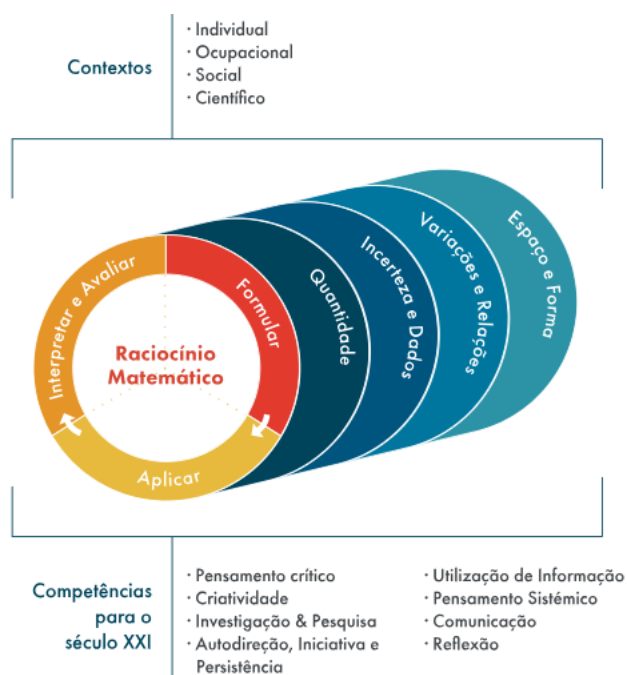 Contextos
· Individual
· Ocupacional
· Social
· Científico
Interpretar e Avaliar
Formular
Aplicar
Raciocínio
Matemático
Quantidade
Incerteza e Dados
Variações e Relações
Espaço e Forma
Competências
para o
século XXI
· Pensamento crítico
· Criatividade
· Investigação & Pesquisa
· Autodireção, Iniciativa e
Persistência
· Utilização de Informação
· Pensamento Sistémico
· Comunicação
· Reflexão